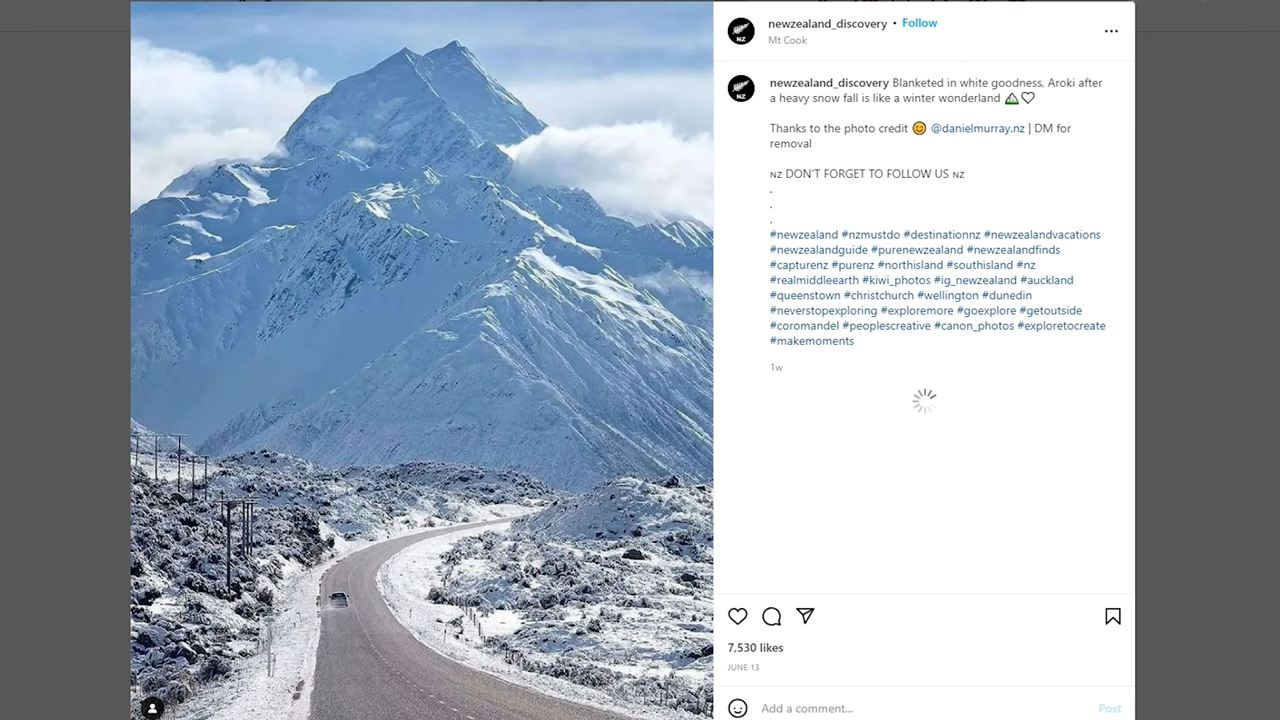 newzealand_discovery • Follow
Mt Cook
newzealand_discovery Blanketed in white goodness, Aroki after
a heavy snow fall is like a winter wonderland
Thanks to the photo credit 😊 @danielmurray.nz | DM for
removal
NZ DON'T FORGET TO FOLLOW US NZ
.
.
.
#newzealand #nzmustdo #destinationnz #newzealandvacations
#newzealandguide #purenewzealand #newzealandfinds
#capturenz #purenz #northisland #southisland #nz
#realmiddleearth #kiwi_photos #ig_newzealand #auckland
#queenstown #christchurch #wellington #dunedin
#neverstopexploring #exploremore #goexplore #getoutside
#coromandel #peoplescreative #canon_photos #exploretocreate
#makemoments
1w
7,530 likes
JUNE 13
Add a comment...
Post